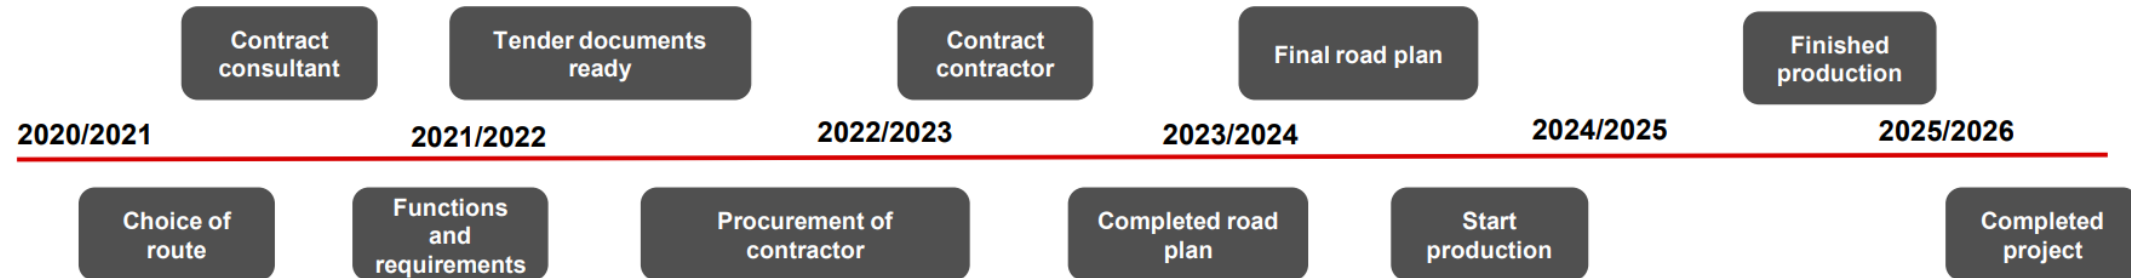 Contract
consultant
Tender documents
ready
Contract
contractor
Final road plan
Finished
production
2020/2021
2021/2022
2022/2023
2023/2024
2024/2025
2025/2026
Choice of
route
Functions
and
requirements
Procurement of
contractor
Completed road
plan
Start
production
Completed
project